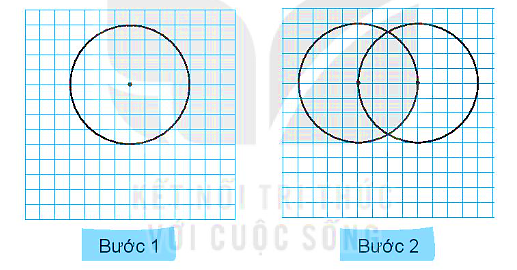 KẾT NỐI TRI THỨC
VỚI CUỘC SỐNG
Bước 1
Bước 2